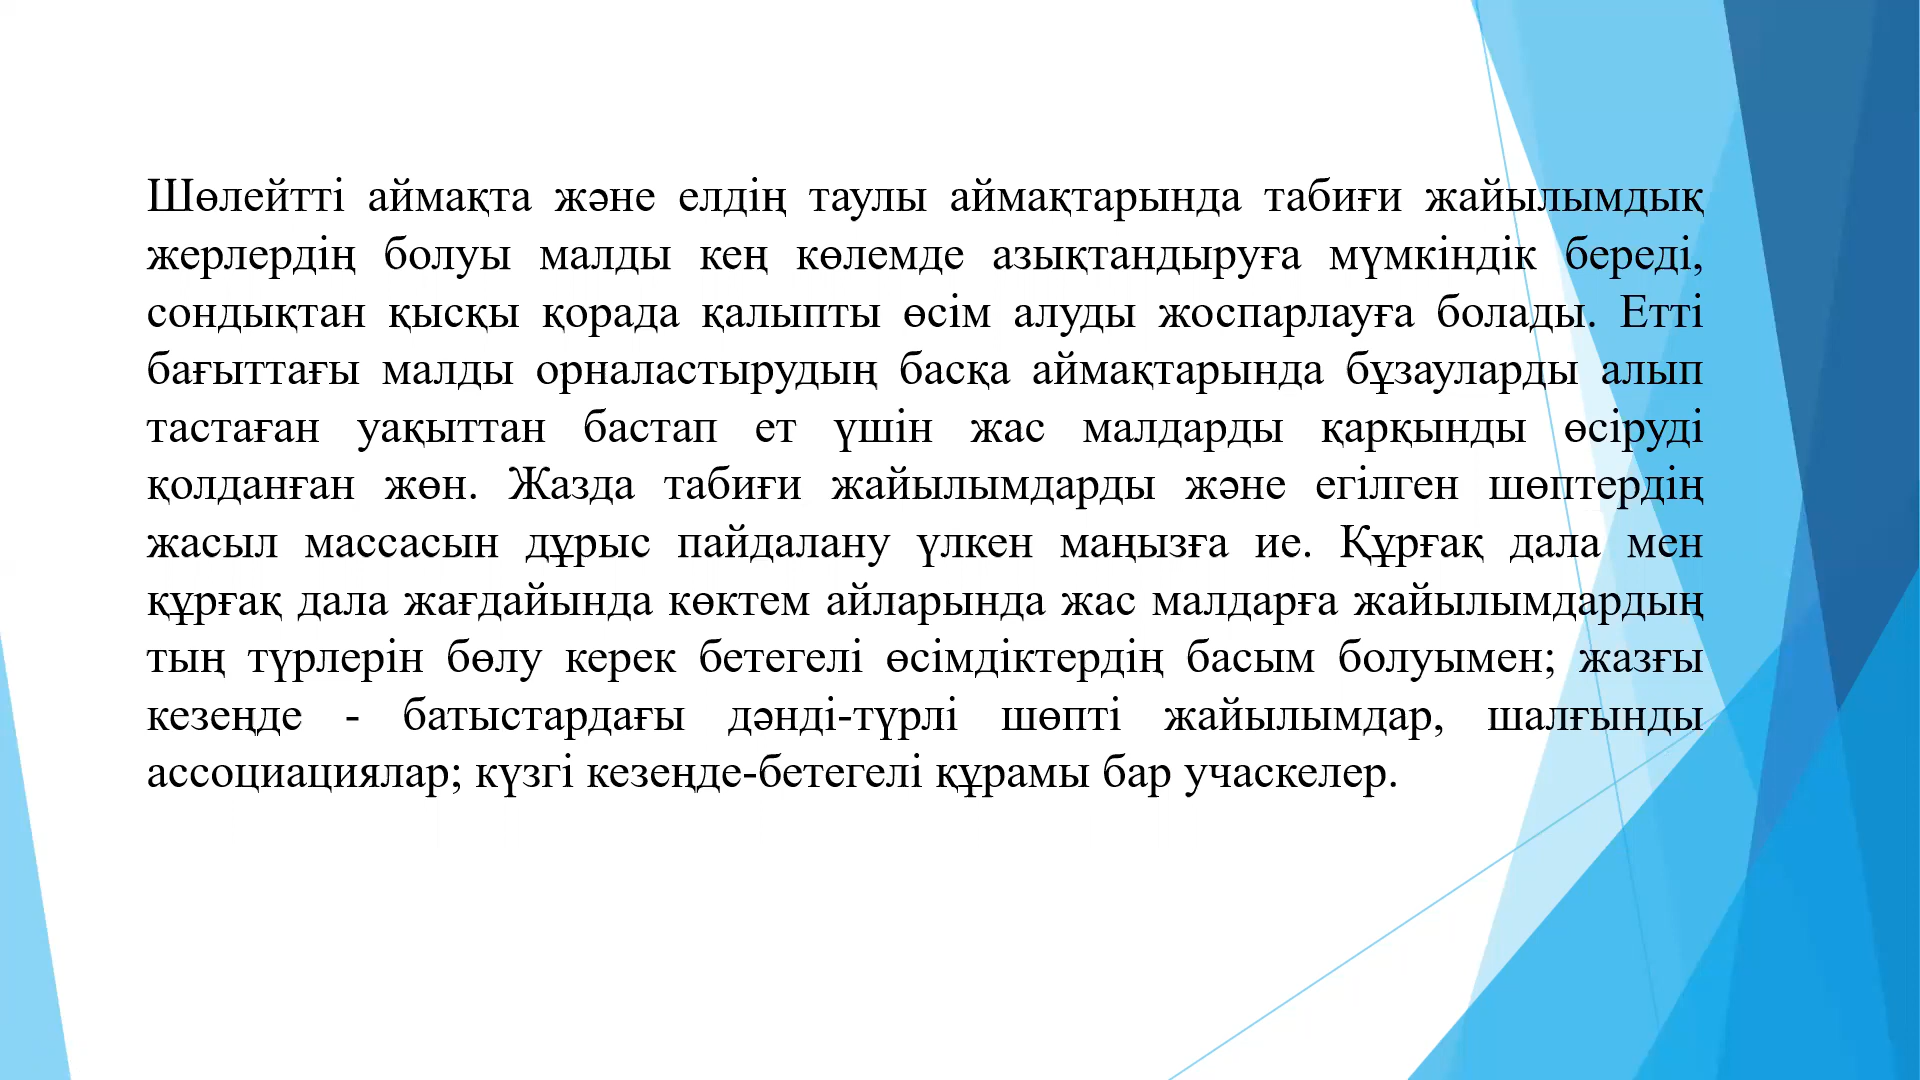 Шөлейтті аймақта және елдің таулы аймақтарында табиғи жайылымдық
жерлердің болуы малды кең көлемде азықтандыруға мүмкіндік береді,
сондықтан қысқы қорада қалыпты өсім алуды жоспарлауға болады. Етті
бағыттағы малды орналастырудың басқа аймақтарында бұзауларды алып
тастаған уақыттан бастап ет үшін жас малдарды қарқынды өсіруді
қолданған жөн. Жазда табиғи жайылымдарды және егілген шөптердің
жасыл массасын дұрыс пайдалану үлкен маңызға ие. Құрғақ дала мен
құрғақ дала жағдайында көктем айларында жас малдарға жайылымдардың
тың түрлерін бөлу керек бетегелі өсімдіктердің басым болуымен; жазғы
кезеңде - батыстардағы дәнді-түрлі шөпті жайылымдар, шалғынды
ассоциациялар; күзгі кезеңде-бетегелі құрамы бар учаскелер.